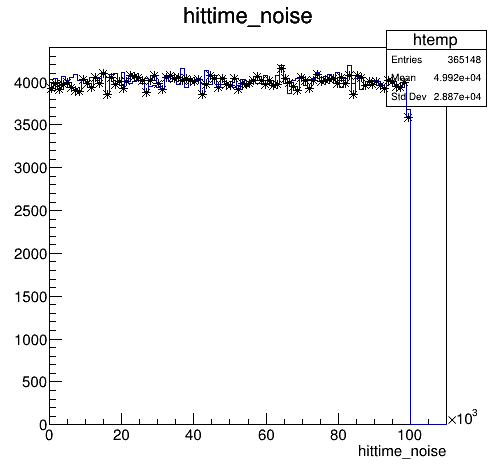 hittime_noise
htemp
Entries 365148
Mean 4.992e+04
Std Dev 2.887e+04
4000
3500
3000
2500
2000
1500
1000
500
0
0 20 40 60 80 100 ×10³
hittime_noise